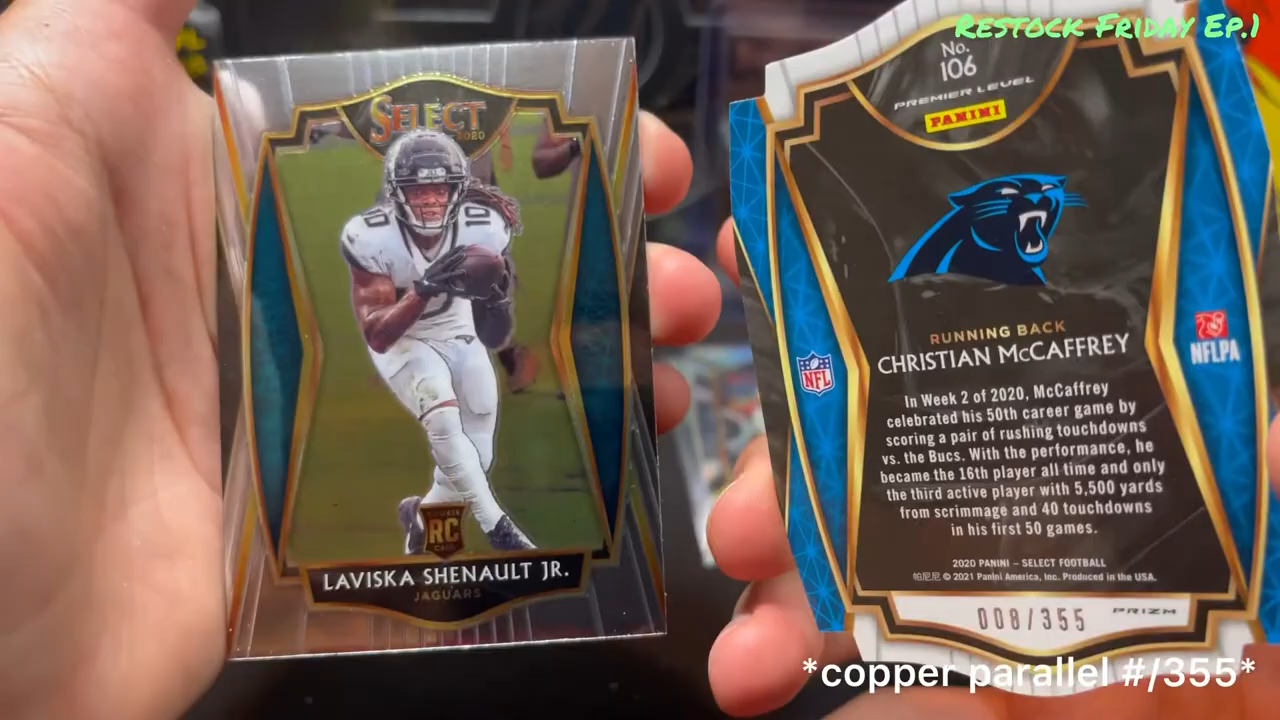 Restock Friday Ep.1
SELECT
2020
10
10
RC
LAVISKA SHENAULT JR.
JAGUARS
No.
106
PREMIER LEVEL
PANINI
NFL
NFLPA
RUNNING BACK
CHRISTIAN McCAFFREY
In Week 2 of 2020, McCaffrey
celebrated his 50th career game by
scoring a pair of rushing touchdowns
vs. the Bucs. With the performance, he
became the 16th player all time and only
the third active player with 5,500 yards
from scrimmage and 40 touchdowns
in his first 50 games.
2020 PANINI – SELECT FOOTBALL
帕尼尼 © 2021 Panini America, Inc. Produced in the USA.
008/355
PRIZM
*copper parallel #/355*